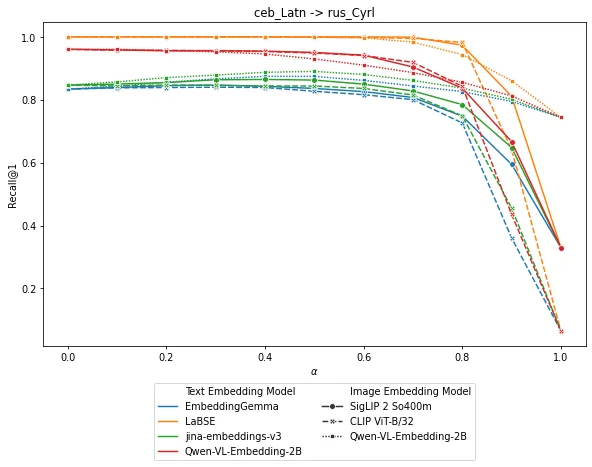 ceb_Latn -> rus_Cyrl
Recall@1
1.0
0.8
0.6
0.4
0.2
0.0 0.2 0.4 0.6 0.8 1.0
α
Text Embedding Model
EmbeddingGemma
LaBSE
jina-embeddings-v3
Qwen-VL-Embedding-2B
Image Embedding Model
SigLIP 2 So400m
CLIP ViT-B/32
Qwen-VL-Embedding-2B